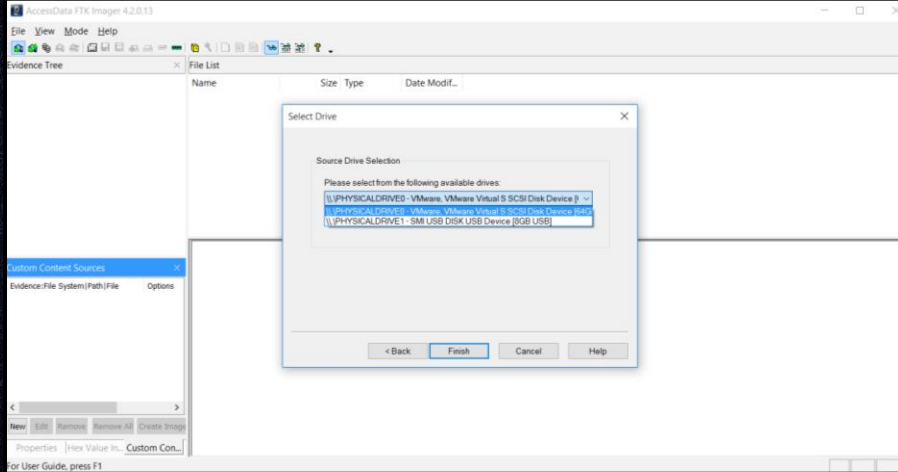 AccessData FTK Imager 4.2.0.13
File View Mode Help
Evidence Tree
File List
Name Size Type Date Modif...
Select Drive
Source Drive Selection
Please select from the following available drives:
\\.\PHYSICALDRIVE0 - VMware, VMware Virtual S SCSI Disk Device [6
\\.\PHYSICALDRIVE0 - VMware, VMware Virtual S SCSI Disk Device [64G
\\.\PHYSICALDRIVE1 - SMI USB DISK USB Device [8GB USB]
Custom Content Sources
Evidence:File System|Path|File Options
< Back Finish Cancel Help
New Edit Remove Remove All Create Image
Properties Hex Value In... Custom Con...
For User Guide, press F1